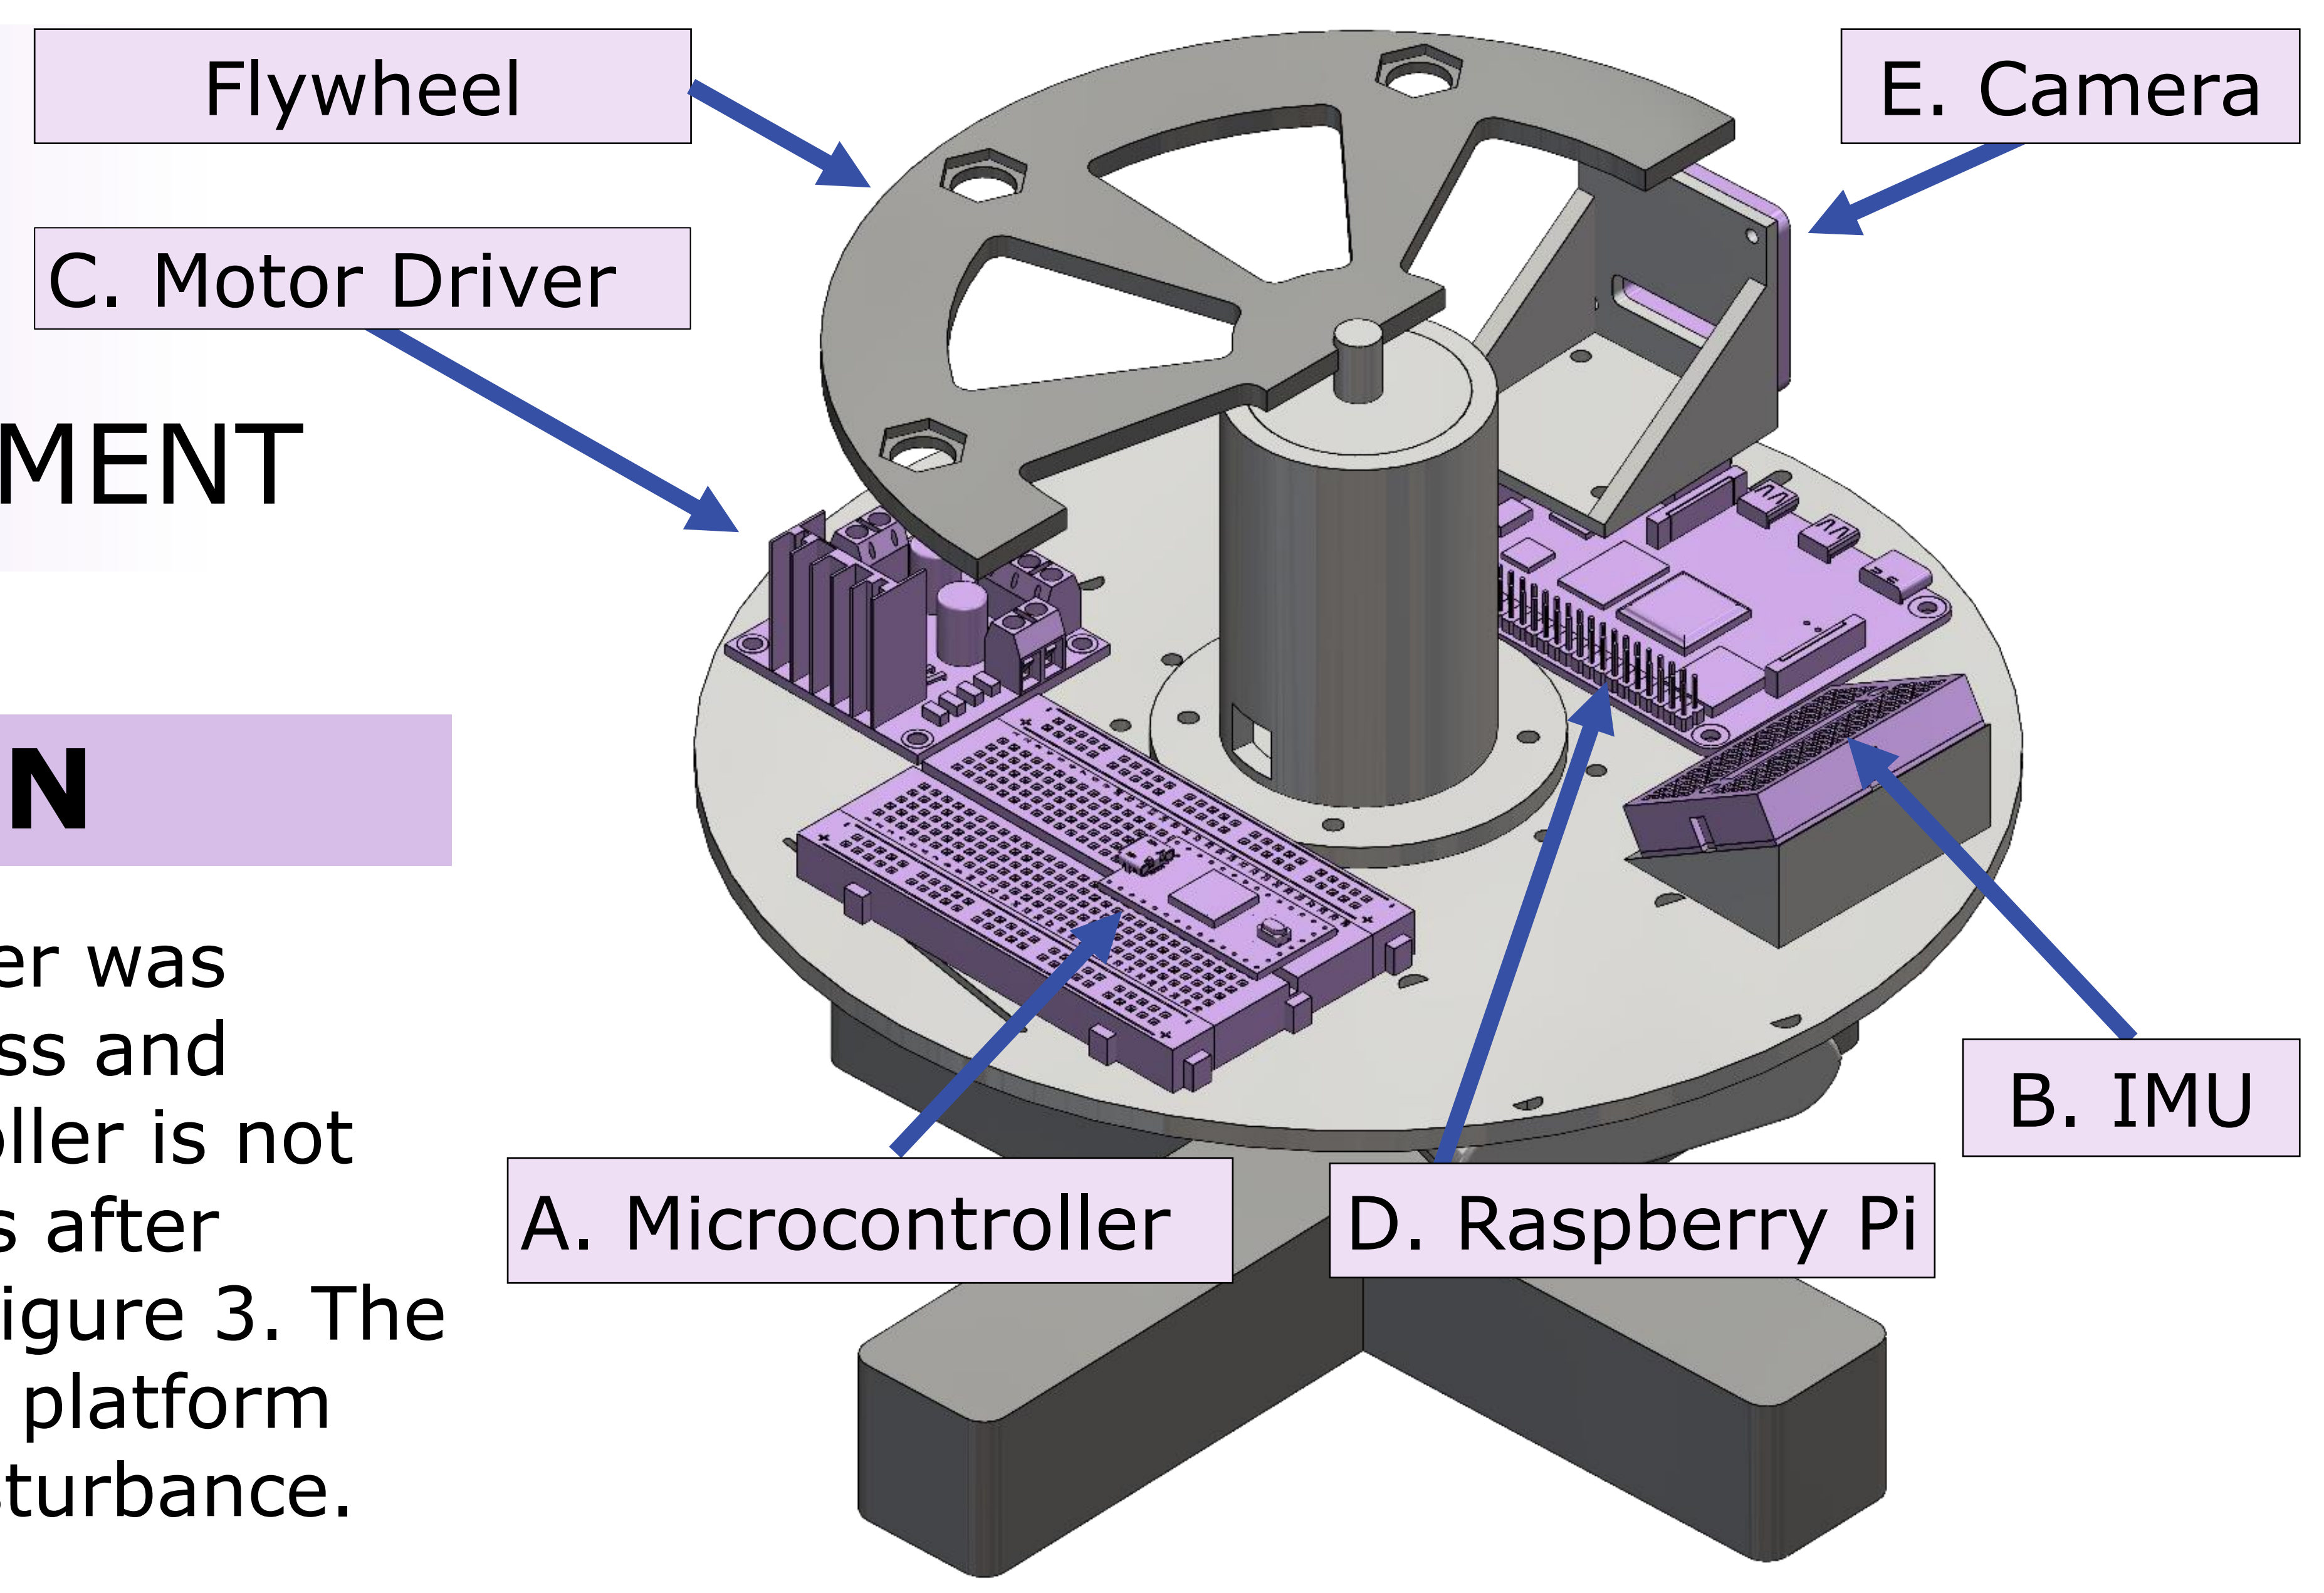 Flywheel
E. Camera
C. Motor Driver
MENT
N
er was
ss and
oller is not
s after
igure 3. The
platform
sturbance.
B. IMU
A. Microcontroller
D. Raspberry Pi